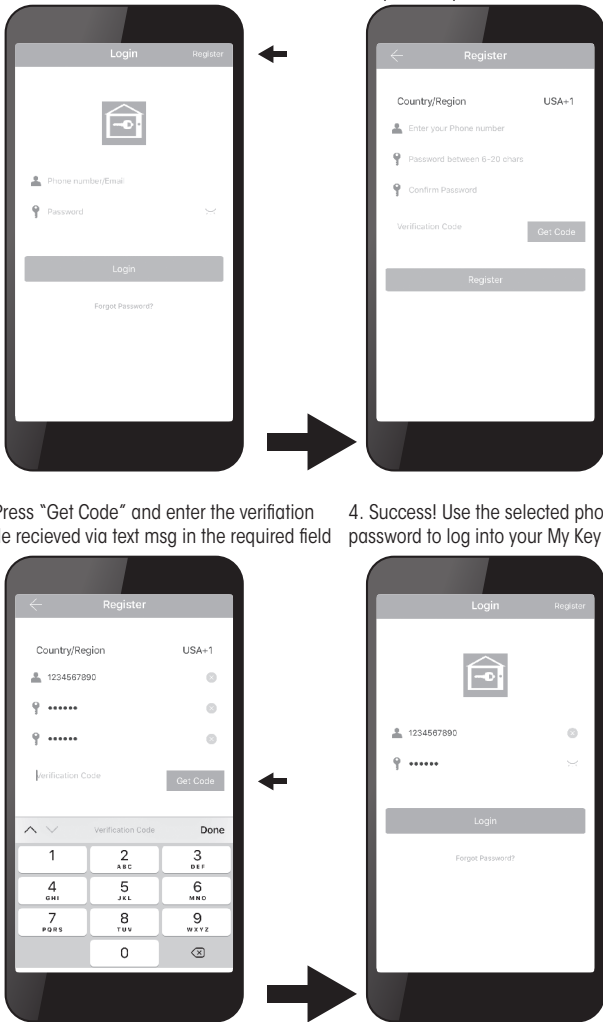 Login Register
Phone number/Email
Password
Login
Forgot Password?
Register
Country/Region USA+1
Enter your Phone number
Password between 6-20 chars
Confirm Password
Verification Code Get Code
Register
Press “Get Code” and enter the verifiation
recieved via text msg in the required field
4. Success! Use the selected
password to log into your My Key
Register
Country/Region USA+1
1234567890
••••••
••••••
Verification Code Get Code
Verification Code Done
1 2 3
ABC DEF
4 5 6
GHI JKL MNO
7 8 9
PQRS TUV WXYZ
0
Login Register
1234567890
••••••
Login
Forgot Password?